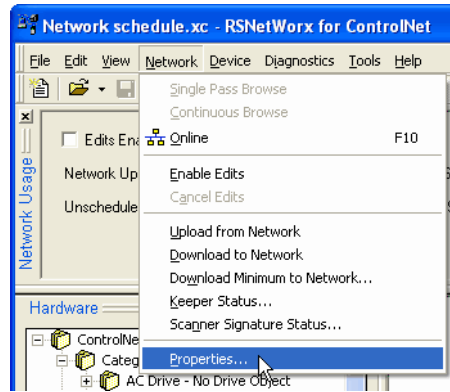 Network schedule.xc - RSNetWorx for ControlNet
File Edit View Network Device Diagnostics Tools Help
Single Pass Browse
Continuous Browse
Online F10
Enable Edits
Cancel Edits
Upload from Network
Download to Network
Download Minimum to Network...
Keeper Status...
Scanner Signature Status...
Properties...
Network Usage
Edits Ena
Network Up
Unschedule
Hardware
ControlNe
Categ
AC Drive - No Drive Object